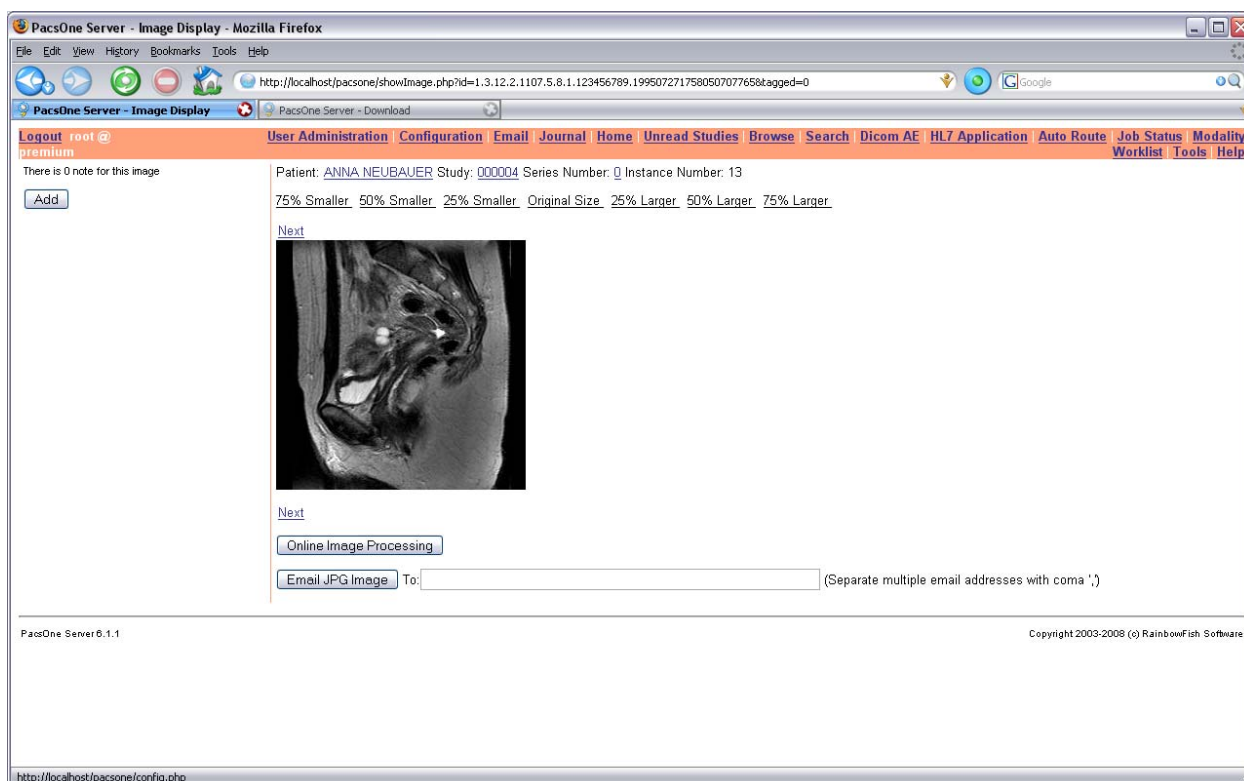 PacsOne Server - Image Display - Mozilla Firefox
File Edit View History Bookmarks Tools Help
http://localhost/pacsone/showImage.php?id=1.3.12.2.1107.5.8.1.123456789.199507271758050707765&tagged=0
Google
PacsOne Server - Image Display PacsOne Server - Download
Logout root @ User Administration | Configuration | Email | Journal | Home | Unread Studies | Browse | Search | Dicom AE | HL7 Application | Auto Route | Job Status | Modality
premium Worklist | Tools | Help
There is 0 note for this image Patient: ANNA NEUBAUER Study: 000004 Series Number: 0 Instance Number: 13
Add 75% Smaller 50% Smaller 25% Smaller Original Size 25% Larger 50% Larger 75% Larger
Next
Next
Online Image Processing
Email JPG Image To: (Separate multiple email addresses with coma ',')
PacsOne Server 6.1.1 Copyright 2003-2008 (c) RainbowFish Software
http://localhost/pacsone/config.php